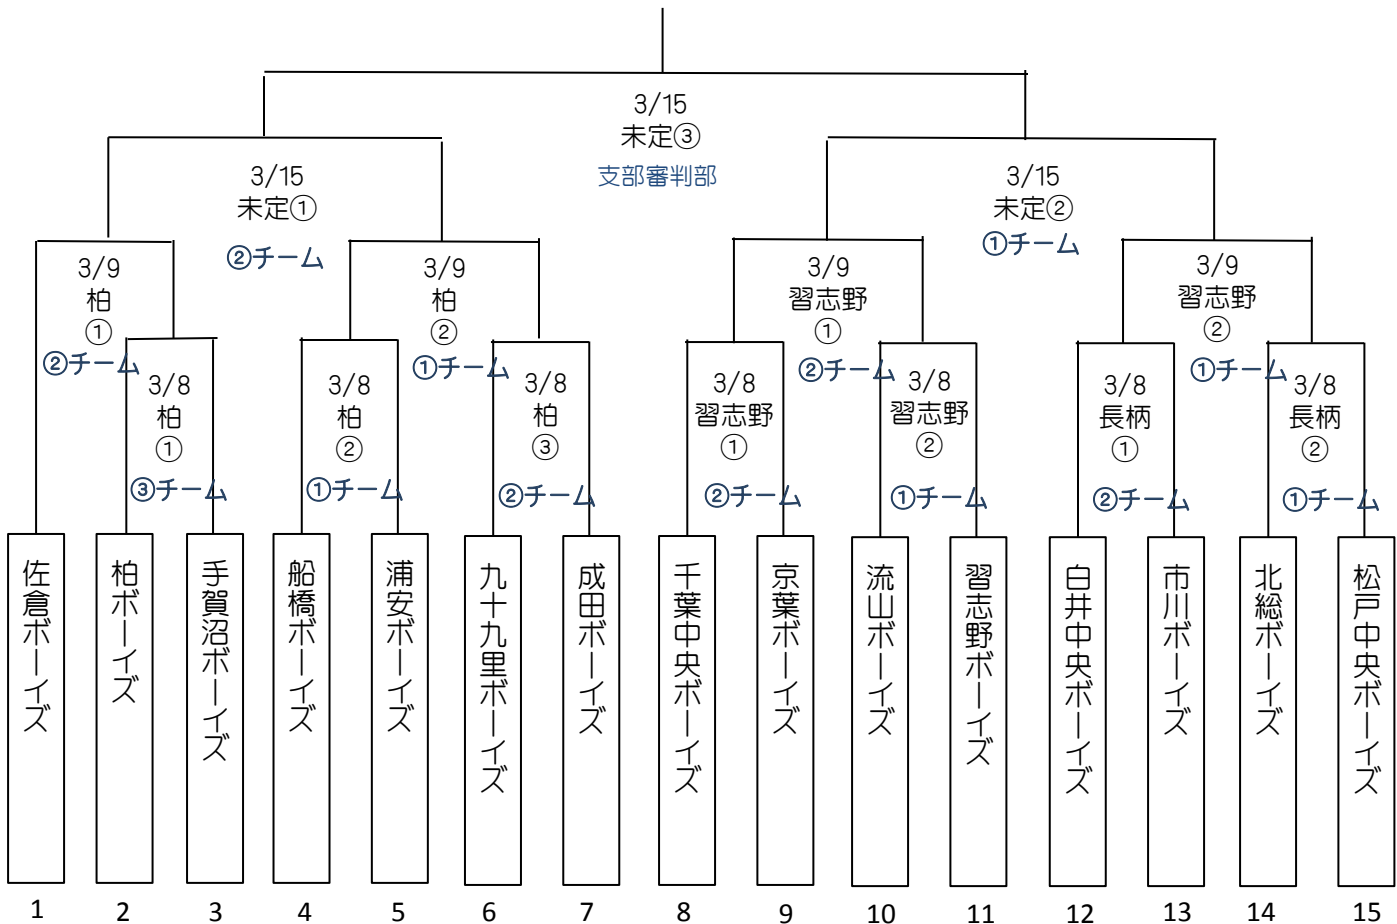 3/15
未定③
支部審判部
3/15
未定①
②チーム
3/15
未定②
①チーム
3/9
柏
①
②チーム
3/9
柏
②
①チーム
3/9
習志野
①
②チーム
3/9
習志野
②
①チーム
3/8
柏
①
③チーム
3/8
柏
②
①チーム
3/8
柏
③
②チーム
3/8
習志野
①
②チーム
3/8
習志野
②
①チーム
3/8
長柄
①
②チーム
3/8
長柄
②
①チーム
佐倉ボーイズ
柏ボーイズ
手賀沼ボーイズ
船橋ボーイズ
浦安ボーイズ
九十九里ボーイズ
成田ボーイズ
千葉中央ボーイズ
京葉ボーイズ
流山ボーイズ
習志野ボーイズ
白井中央ボーイズ
市川ボーイズ
北総ボーイズ
松戸中央ボーイズ
1 2 3 4 5 6 7 8 9 10 11 12 13 14 15